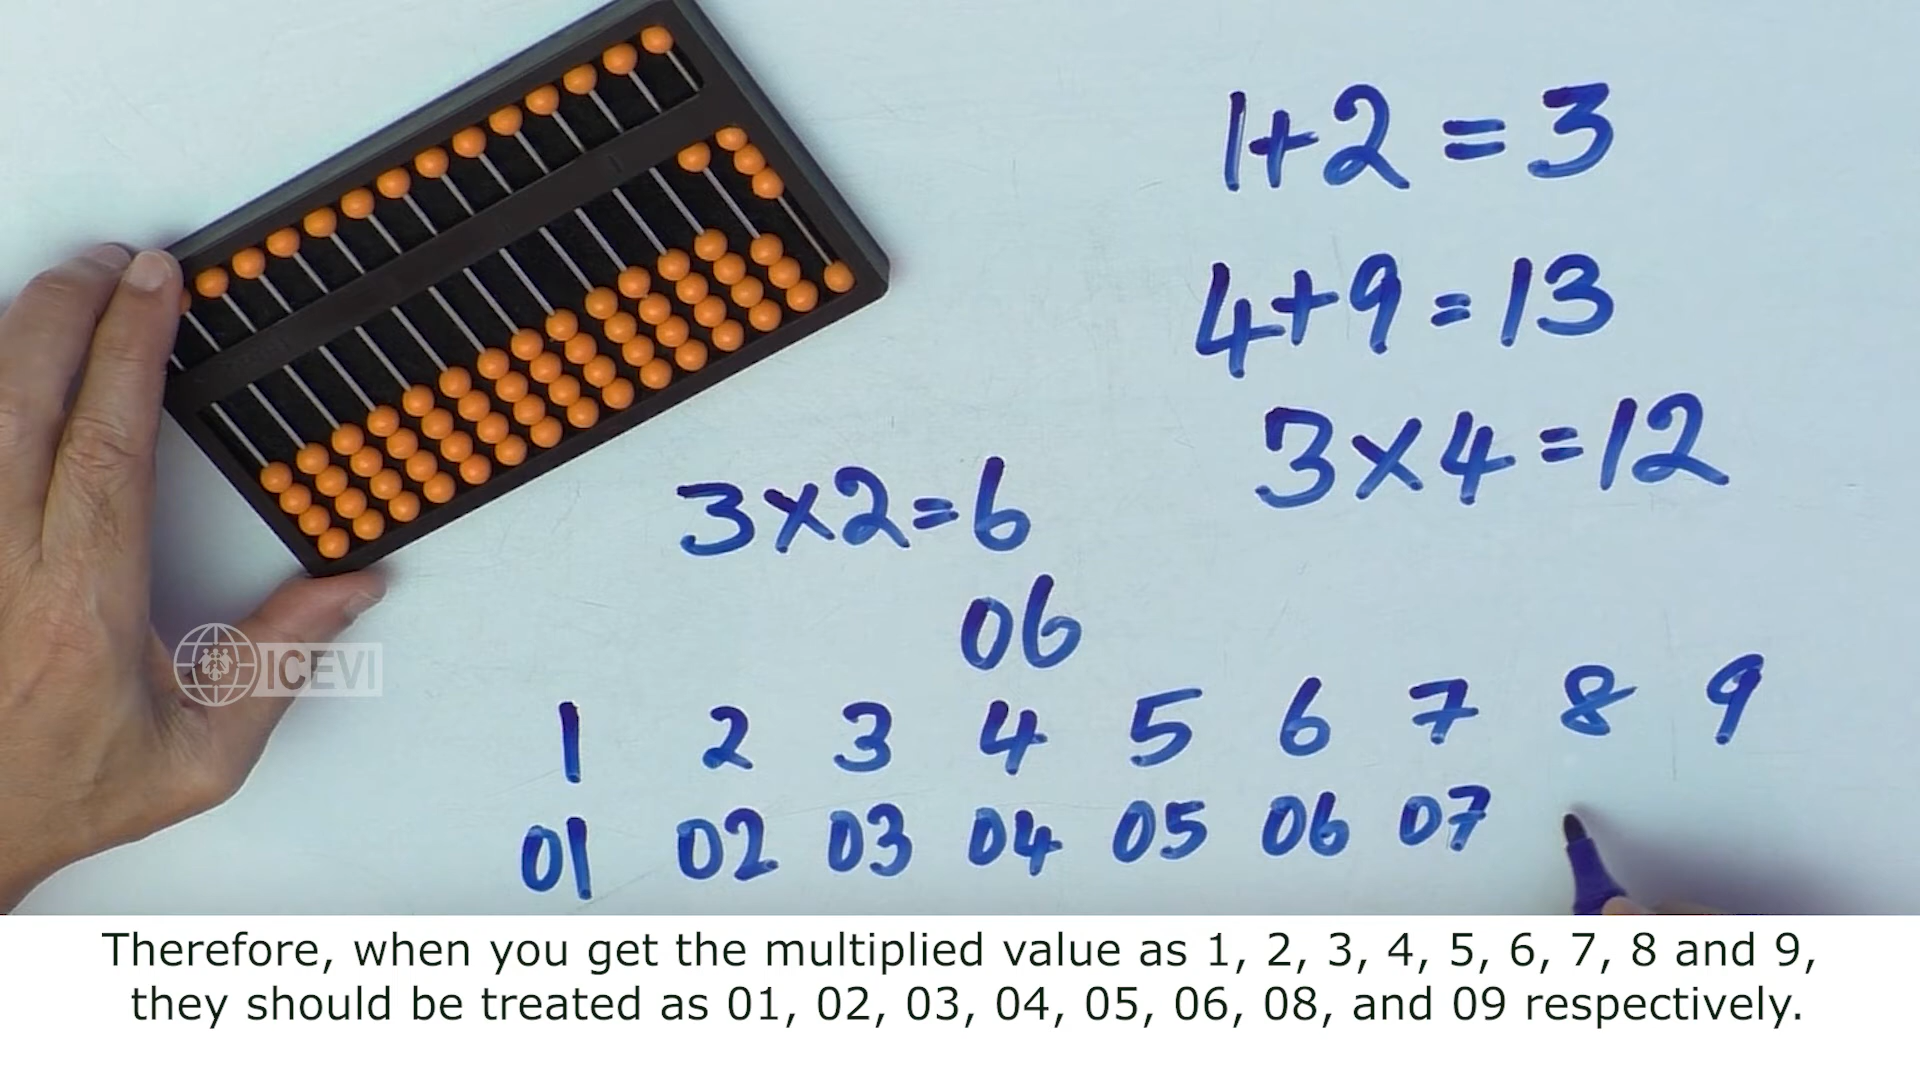 1+2=3
4+9=13
3×4=12
3×2=6
06
ICEVI
1 2 3 4 5 6 7 8 9
01 02 03 04 05 06 07
Therefore, when you get the multiplied value as 1, 2, 3, 4, 5, 6, 7, 8 and 9,
they should be treated as 01, 02, 03, 04, 05, 06, 08, and 09 respectively.